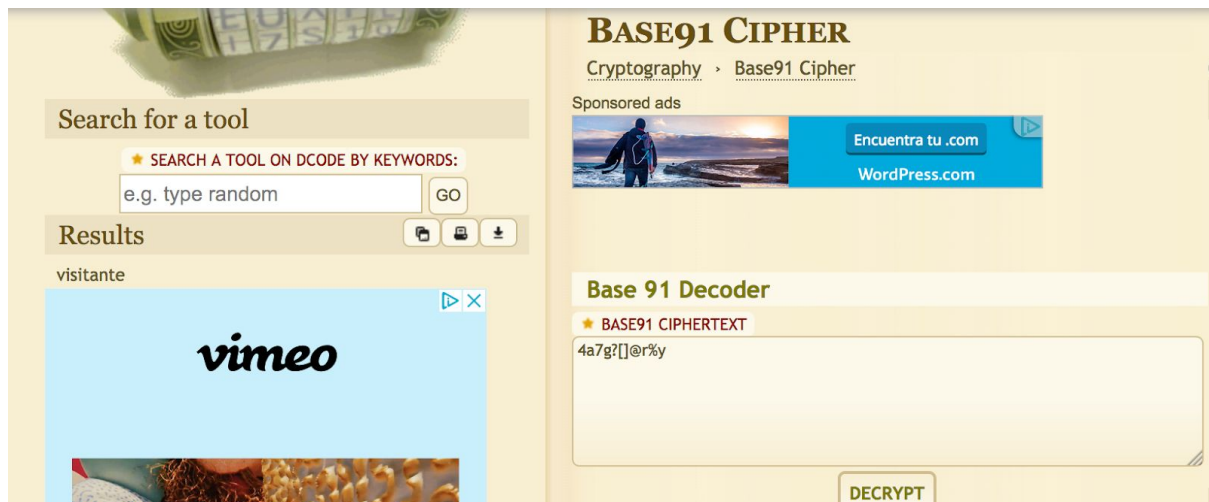 Search for a tool
SEARCH A TOOL ON DCODE BY KEYWORDS:
e.g. type random
GO
Results
visitante
vimeo
BASE91 CIPHER
Cryptography › Base91 Cipher
Sponsored ads
Encuentra tu .com
WordPress.com
Base 91 Decoder
BASE91 CIPHERTEXT
4a7g?[]@r%y
DECRYPT